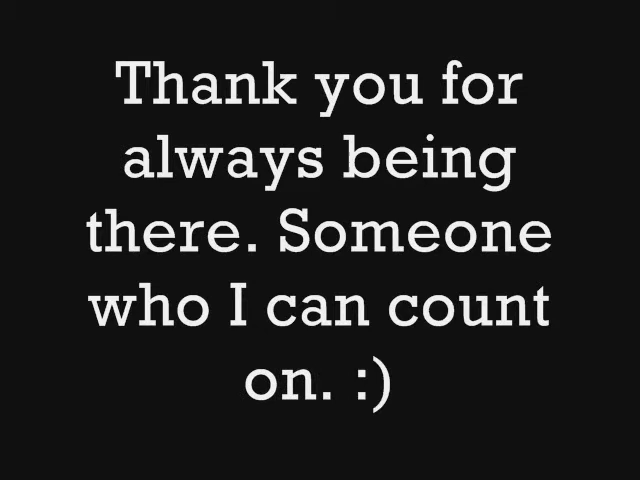 Thank you for
always being
there. Someone
who I can count
on. :)